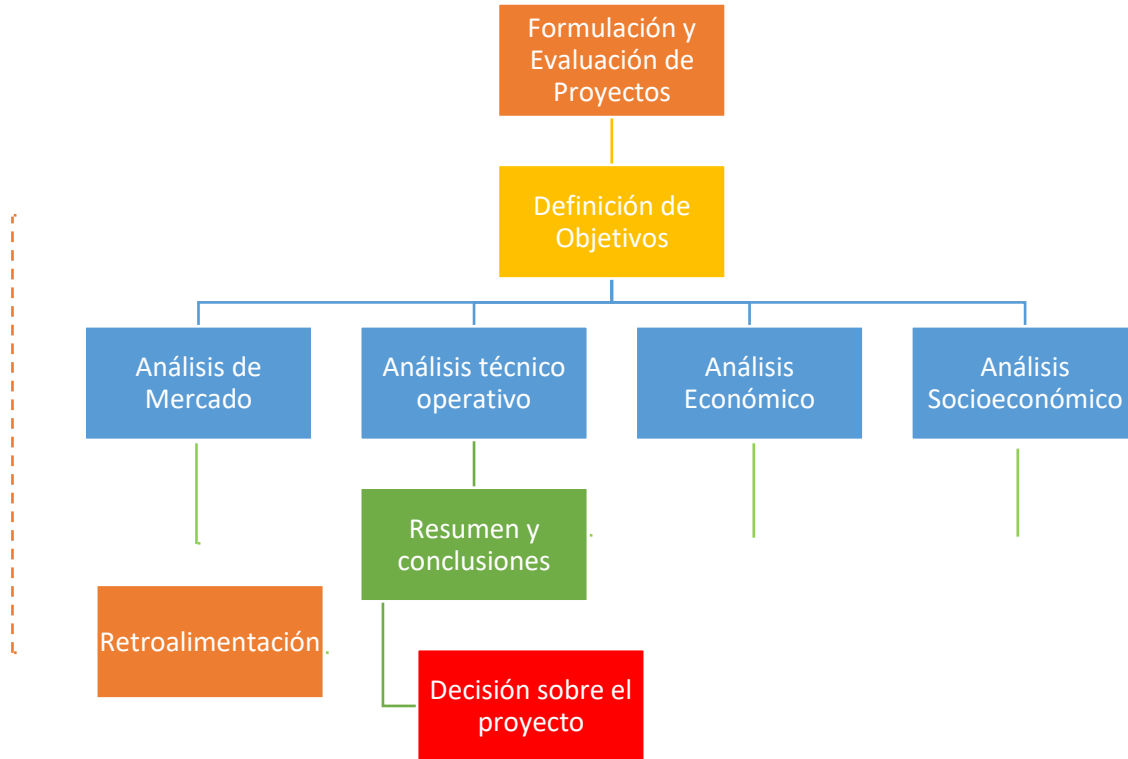 Formulación y
Evaluación de
Proyectos
Definición de
Objetivos
Análisis de
Mercado
Análisis técnico
operativo
Análisis
Económico
Análisis
Socioeconómico
Resumen y
conclusiones
Retroalimentación
Decisión sobre el
proyecto